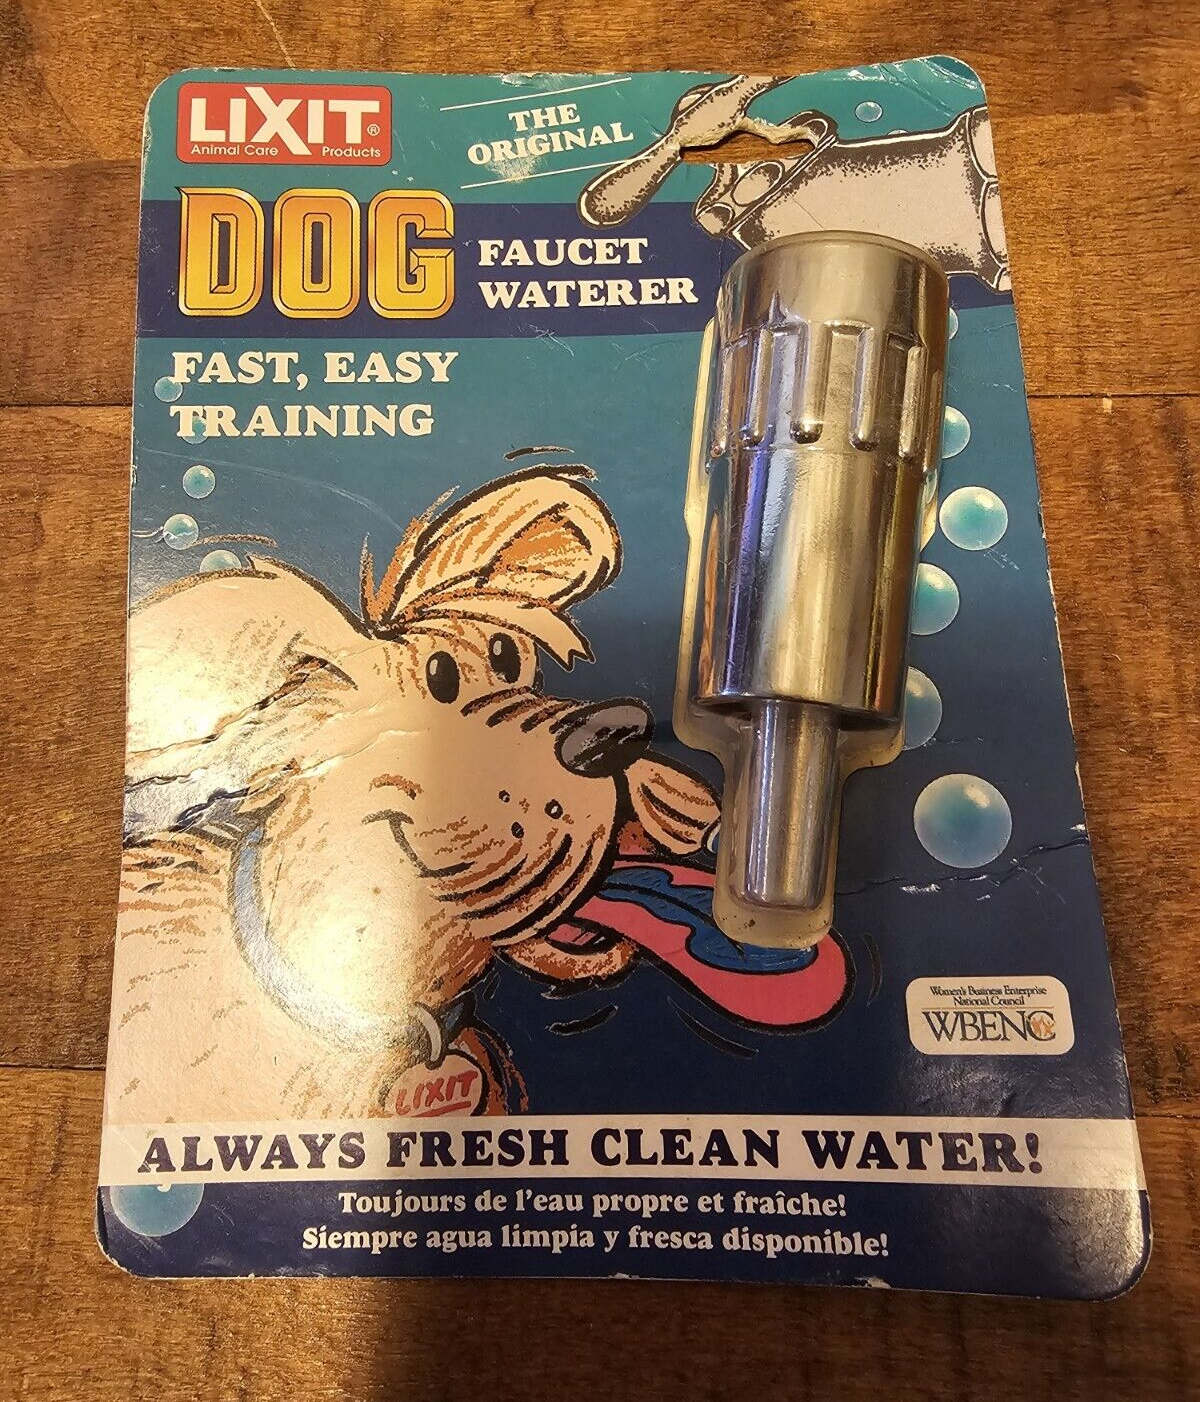 LIXIT®
Animal Care Products
THE
ORIGINAL
DOG
FAUCET
WATERER
FAST, EASY
TRAINING
Women's Business Enterprise
National Council
WBENC
LIXIT
ALWAYS FRESH CLEAN WATER!
Toujours de l'eau propre et fraîche!
Siempre agua limpia y fresca disponible!